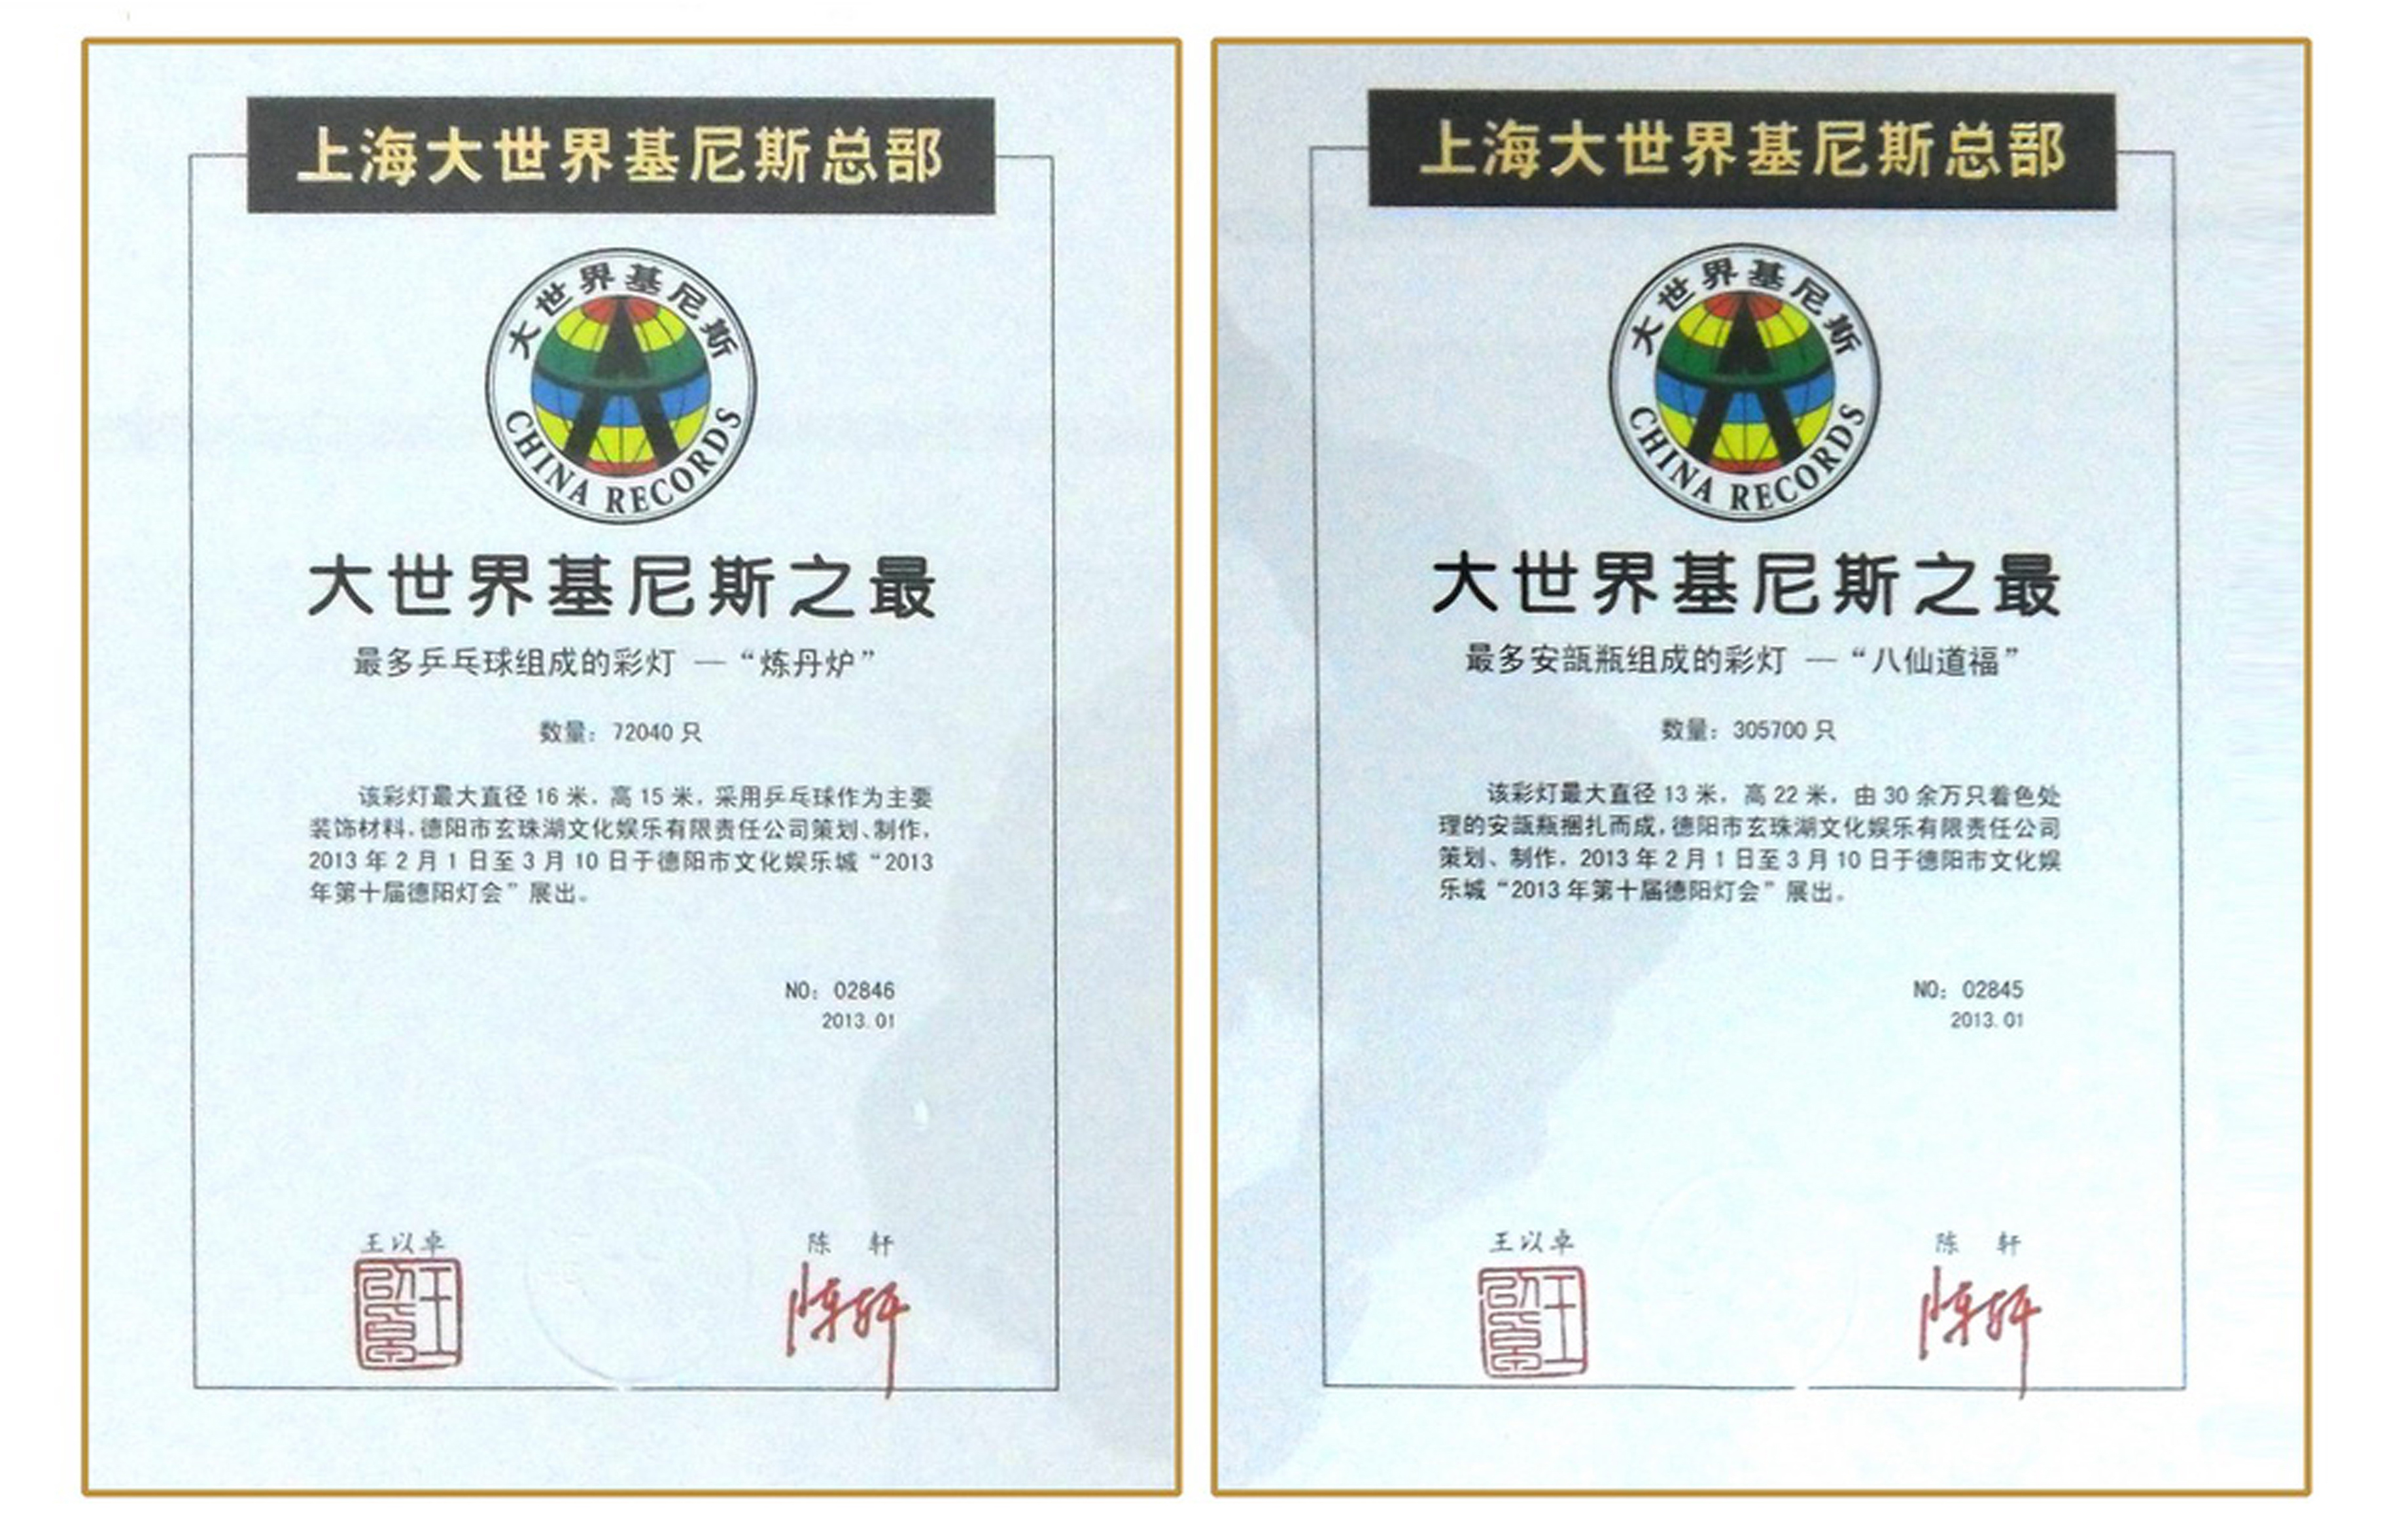 上海大世界基尼斯总部
大世界基尼斯
CHINA RECORDS
大世界基尼斯之最
最多乒乓球组成的彩灯 — “炼丹炉”
数量：72040 只
该彩灯最大直径 16 米，高 15 米，采用乒乓球作为主要
装饰材料，德阳市玄珠湖文化娱乐有限责任公司策划、制作，
2013 年 2 月 1 日至 3 月 10 日于德阳市文化娱乐城“2013
年第十届德阳灯会”展出。
NO：02846
2013.01
王以卓
陈 轩
王以卓
陈轩
上海大世界基尼斯总部
大世界基尼斯
CHINA RECORDS
大世界基尼斯之最
最多安瓿瓶组成的彩灯 — “八仙道福”
数量：305700 只
该彩灯最大直径 13 米，高 22 米，由 30 余万只着色处
理的安瓿瓶捆扎而成，德阳市玄珠湖文化娱乐有限责任公司
策划、制作，2013 年 2 月 1 日至 3 月 10 日于德阳市文化娱
乐城“2013 年第十届德阳灯会”展出。
NO：02845
2013.01
王以卓
陈 轩
王以卓
陈轩